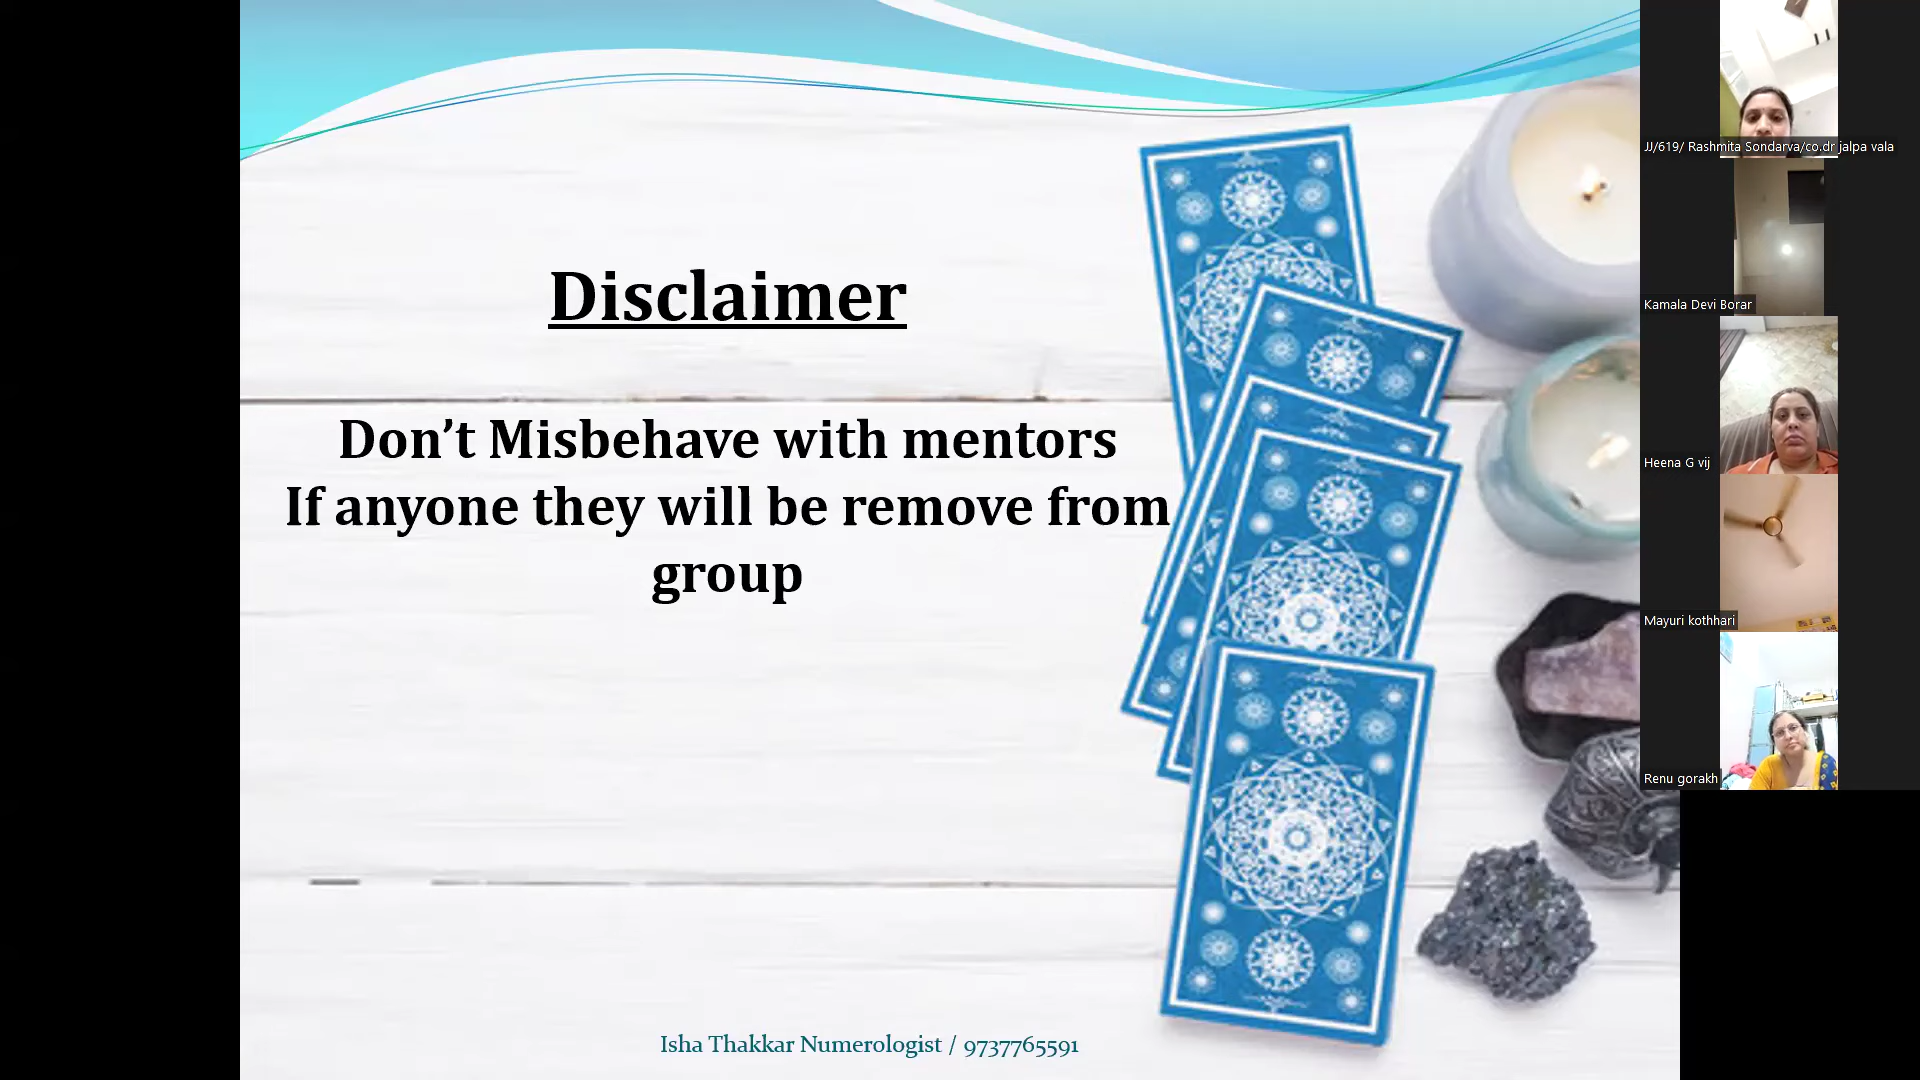 Disclaimer
Don’t Misbehave with mentors
If anyone they will be remove from
group
Isha Thakkar Numerologist / 9737765591
JJ/619/ Rashmita Sondarva/co.dr jalpa vala
Kamala Devi Borar
Heena G vij
Mayuri kothhari
Renu gorakh